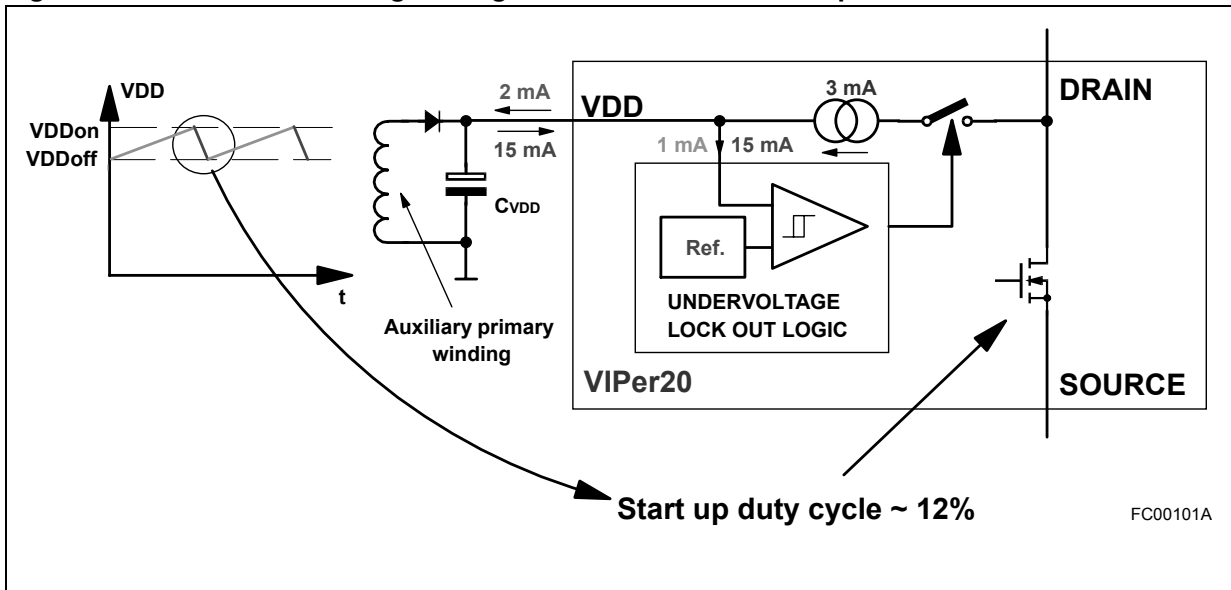 VDD
VDDon
VDDoff
t
2 mA
15 mA
CVDD
Auxiliary primary
winding
VDD
3 mA
DRAIN
1 mA 15 mA
Ref.
UNDERVOLTAGE
LOCK OUT LOGIC
VIPer20
SOURCE
Start up duty cycle ~ 12%
FC00101A